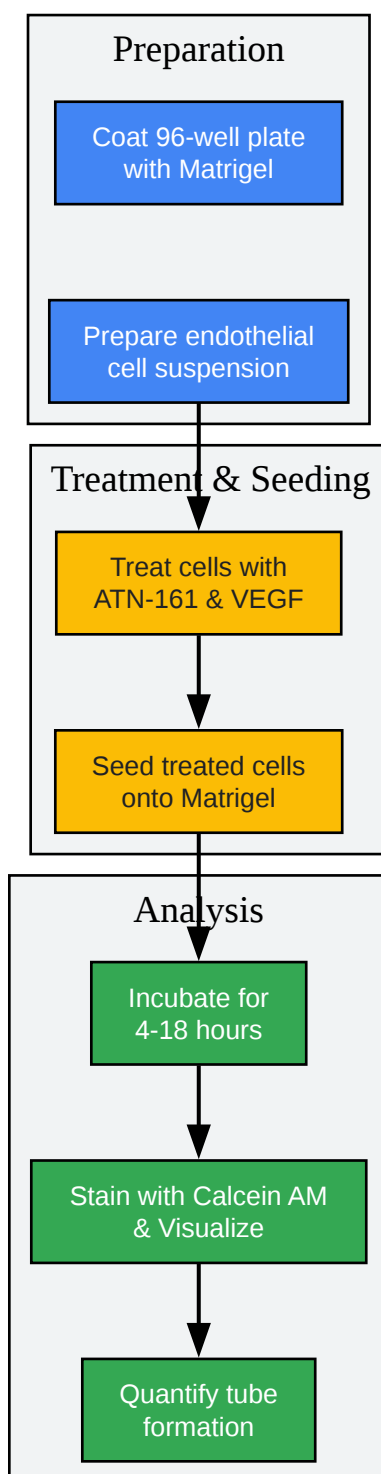 Preparation
Coat 96-well plate
with Matrigel
Prepare endothelial
cell suspension
Treatment & Seeding
Treat cells with
ATN-161 & VEGF
Seed treated cells
onto Matrigel
Analysis
Incubate for
4-18 hours
Stain with Calcein AM
& Visualize
Quantify tube
formation